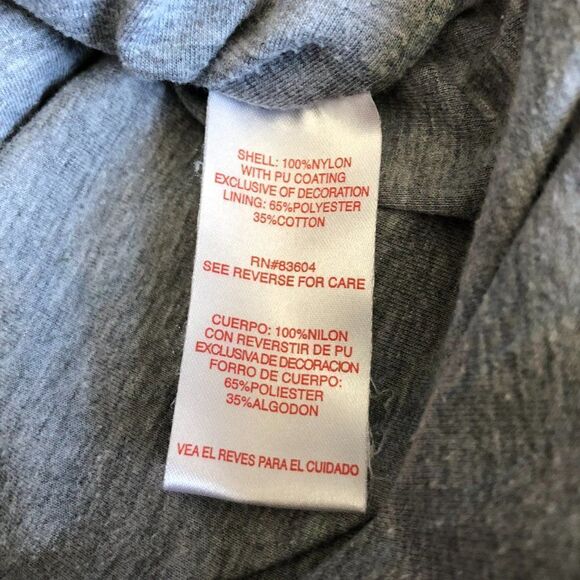 SHELL: 100%NYLON
WITH PU COATING
EXCLUSIVE OF DECORATION
LINING: 65%POLYESTER
35%COTTON
RN#83604
SEE REVERSE FOR CARE
CUERPO: 100%NILON
CON REVERSTIR DE PU
EXCLUSIVA DE DECORACION
FORRO DE CUERPO:
65%POLIESTER
35%ALGODON
VEA EL REVES PARA EL CUIDADO